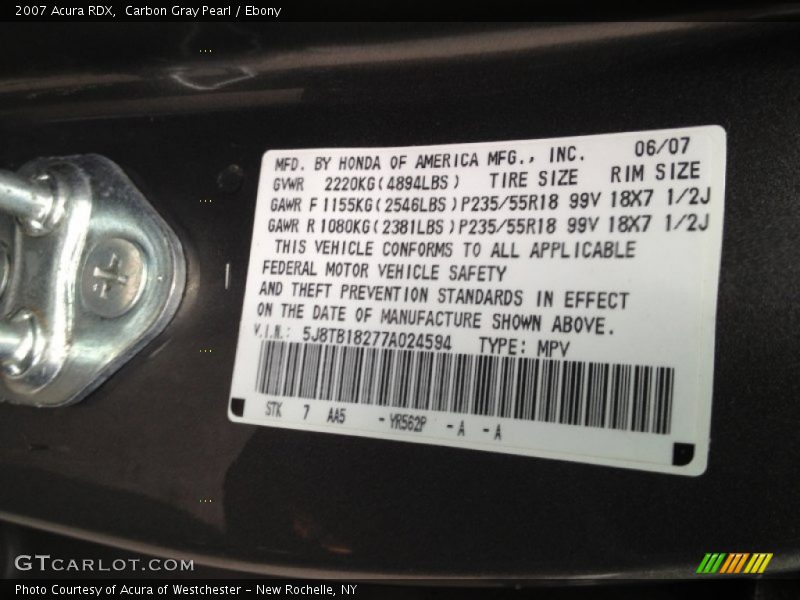 2007 Acura RDX,  Carbon Gray Pearl / Ebony
MFD. BY HONDA OF AMERICA MFG., INC. 06/07
GVWR 2220KG(4894LBS) TIRE SIZE RIM SIZE
GAWR F 1155KG(2546LBS)P235/55R18 99V 18X7 1/2J
GAWR R 1080KG(2381LBS)P235/55R18 99V 18X7 1/2J
THIS VEHICLE CONFORMS TO ALL APPLICABLE
FEDERAL MOTOR VEHICLE SAFETY
AND THEFT PREVENTION STANDARDS IN EFFECT
ON THE DATE OF MANUFACTURE SHOWN ABOVE.
V.I.N.: 5J8TB18277A024594 TYPE: MPV
STK 7 AA5 -YR562P -A -A
GTCARLOT.COM
Photo Courtesy of Acura of Westchester - New Rochelle, NY